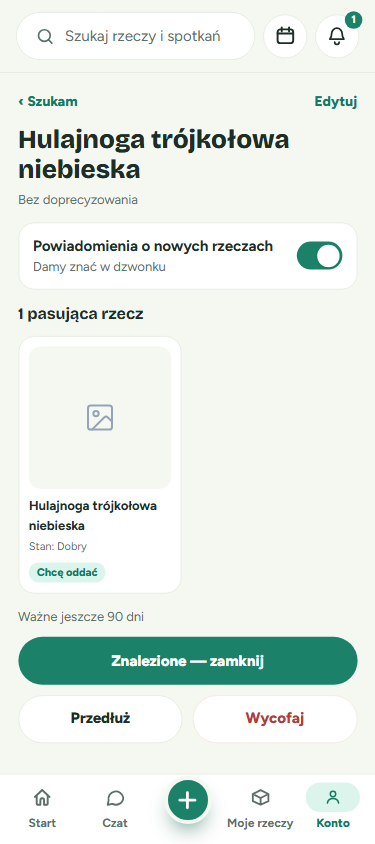 Szukaj rzeczy i spotkań
1
‹ Szukam
Edytuj
Hulajnoga trójkołowa
niebieska
Bez doprecyzowania
Powiadomienia o nowych rzeczach
Damy znać w dzwonku
1 pasująca rzecz
Hulajnoga trójkołowa
niebieska
Stan: Dobry
Chcę oddać
Ważne jeszcze 90 dni
Znalezione — zamknij
Przedłuż
Wycofaj
Start
Czat
Moje rzeczy
Konto